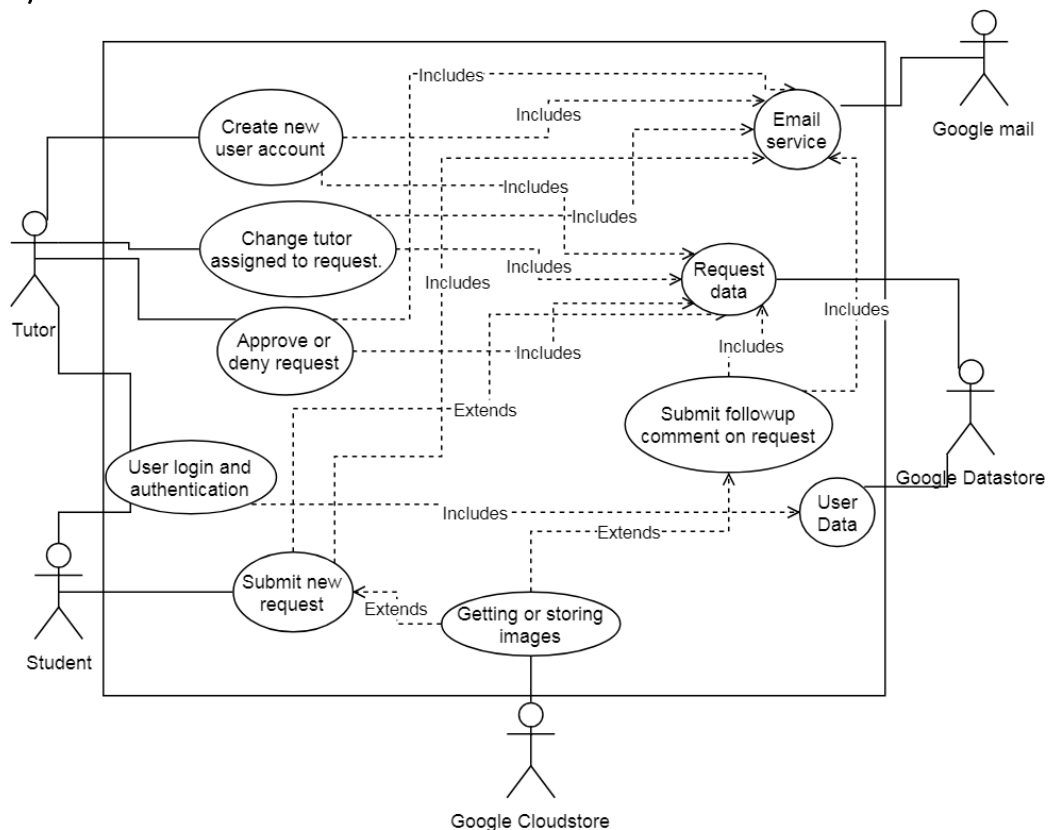 Includes
Create new
user account
Includes
Email
service
Google mail
Includes
Includes
Change tutor
assigned to request.
Includes
Includes
Request
data
Tutor
Approve or
deny request
Includes
Includes
Includes
Extends
Submit followup
comment on request
User login and
authentication
Google Datastore
Includes
User
Data
Extends
Submit new
request
Extends
Getting or storing
images
Student
Google Cloudstore